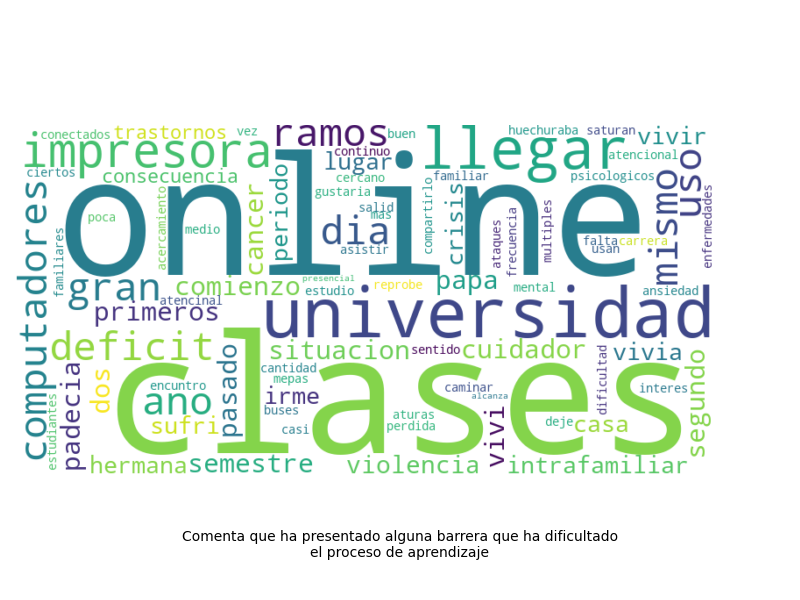 conectados trastornos vez ramos buen llegar huechuraba saturan vivir
impresora continuo lugar atencional uso
ciertos consecuencia cercano familiar psicologicos
online
computadores familiares poca acercamiento medio cancer periodo gustaria salid mas dia asistir compartirlo crisis ataques frecuencia multiples falta carrera usan mismo enfermedades
gran comienzo presencial estudio reprobe papa mental ansiedad
primeros atencinal universidad
deficit situacion sentido cuidador vivia
clases
padecia dos encuentro ano pasado cantidad mepas irme caminar alcanza dificultad interes segundo
estudiantes sufri buses casi aturas perdida vivi deje casa
hermana semestre violencia intrafamiliar
Comenta que ha presentado alguna barrera que ha dificultado
el proceso de aprendizaje